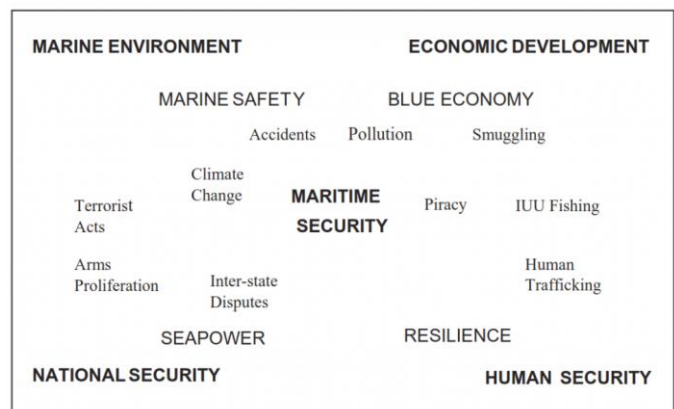 MARINE ENVIRONMENT ECONOMIC DEVELOPMENT
MARINE SAFETY BLUE ECONOMY
Accidents Pollution Smuggling
Climate
Change
MARITIME
SECURITY
Terrorist
Acts
Piracy IUU Fishing
Arms
Proliferation
Inter-state
Disputes
Human
Trafficking
SEAPOWER RESILIENCE
NATIONAL SECURITY HUMAN SECURITY